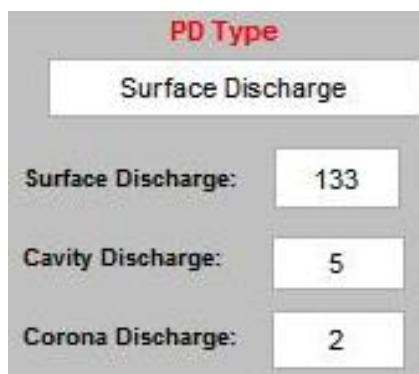 PD Type
Surface Discharge
Surface Discharge: 133
Cavity Discharge: 5
Corona Discharge: 2